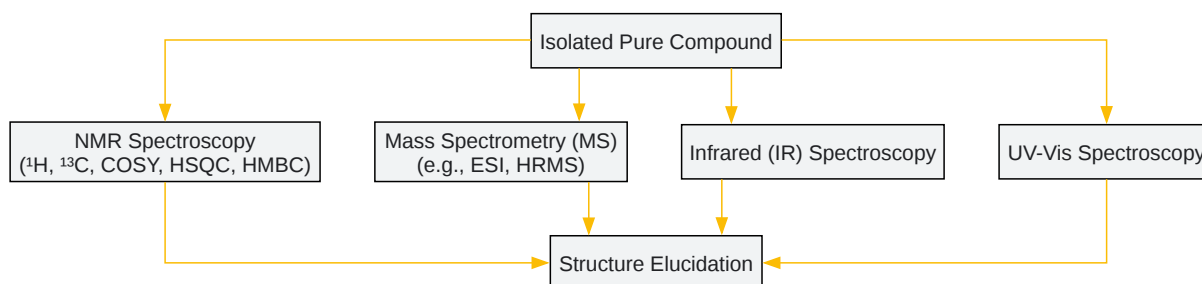 Isolated Pure Compound
NMR Spectroscopy
(¹H, ¹³C, COSY, HSQC, HMBC)
Mass Spectrometry (MS)
(e.g., ESI, HRMS)
Infrared (IR) Spectroscopy
UV-Vis Spectroscopy
Structure Elucidation